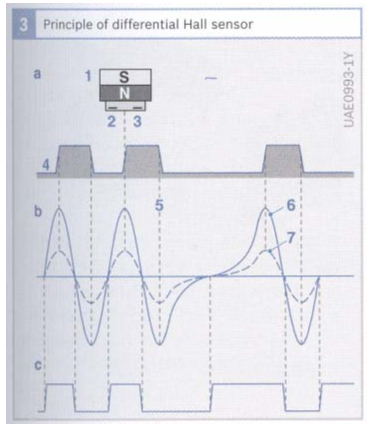 3 Principle of differential Hall sensor
a 1 S
N
2 3
UAE0993-1Y
4
b 5 6
7
c